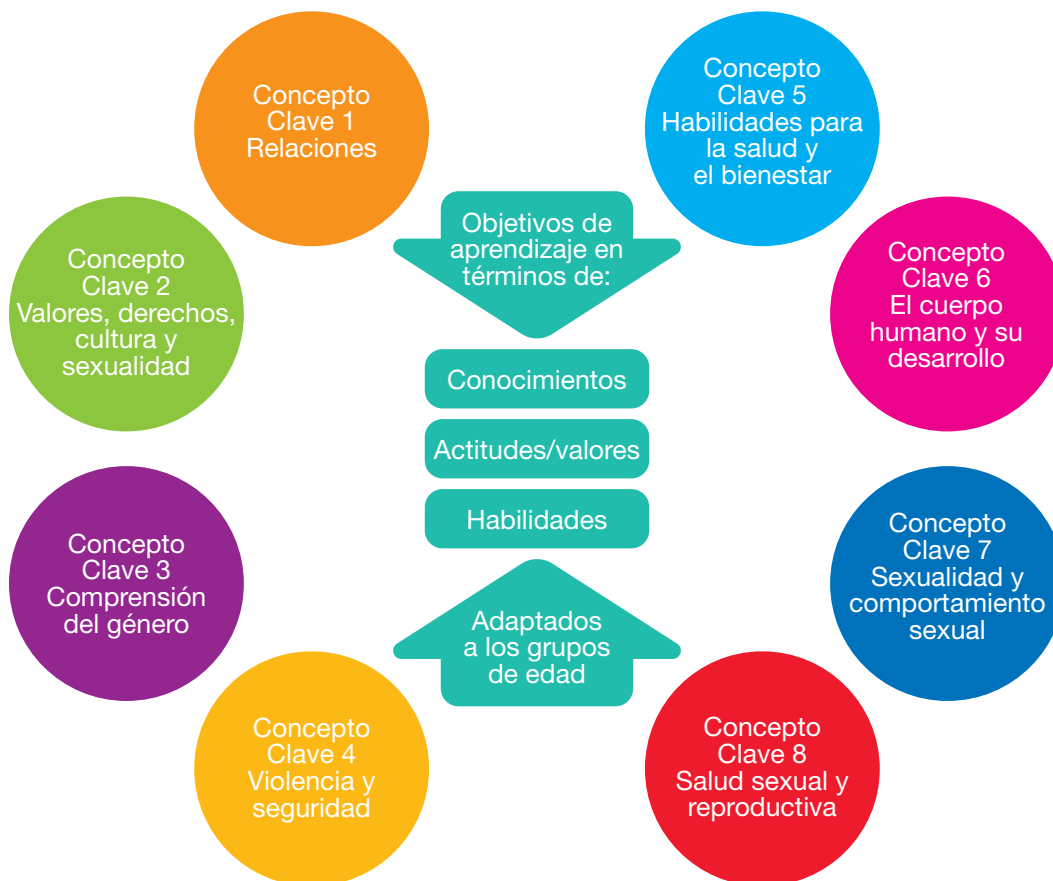 Concepto
Clave 1
Relaciones
Concepto
Clave 2
Valores, derechos,
cultura y
sexualidad
Concepto
Clave 3
Comprensión
del género
Concepto
Clave 4
Violencia y
seguridad
Objetivos de
aprendizaje en
términos de:
Conocimientos
Actitudes/valores
Habilidades
Adaptados
a los grupos
de edad
Concepto
Clave 5
Habilidades para
la salud y
el bienestar
Concepto
Clave 6
El cuerpo
humano y su
desarrollo
Concepto
Clave 7
Sexualidad y
comportamiento
sexual
Concepto
Clave 8
Salud sexual y
reproductiva